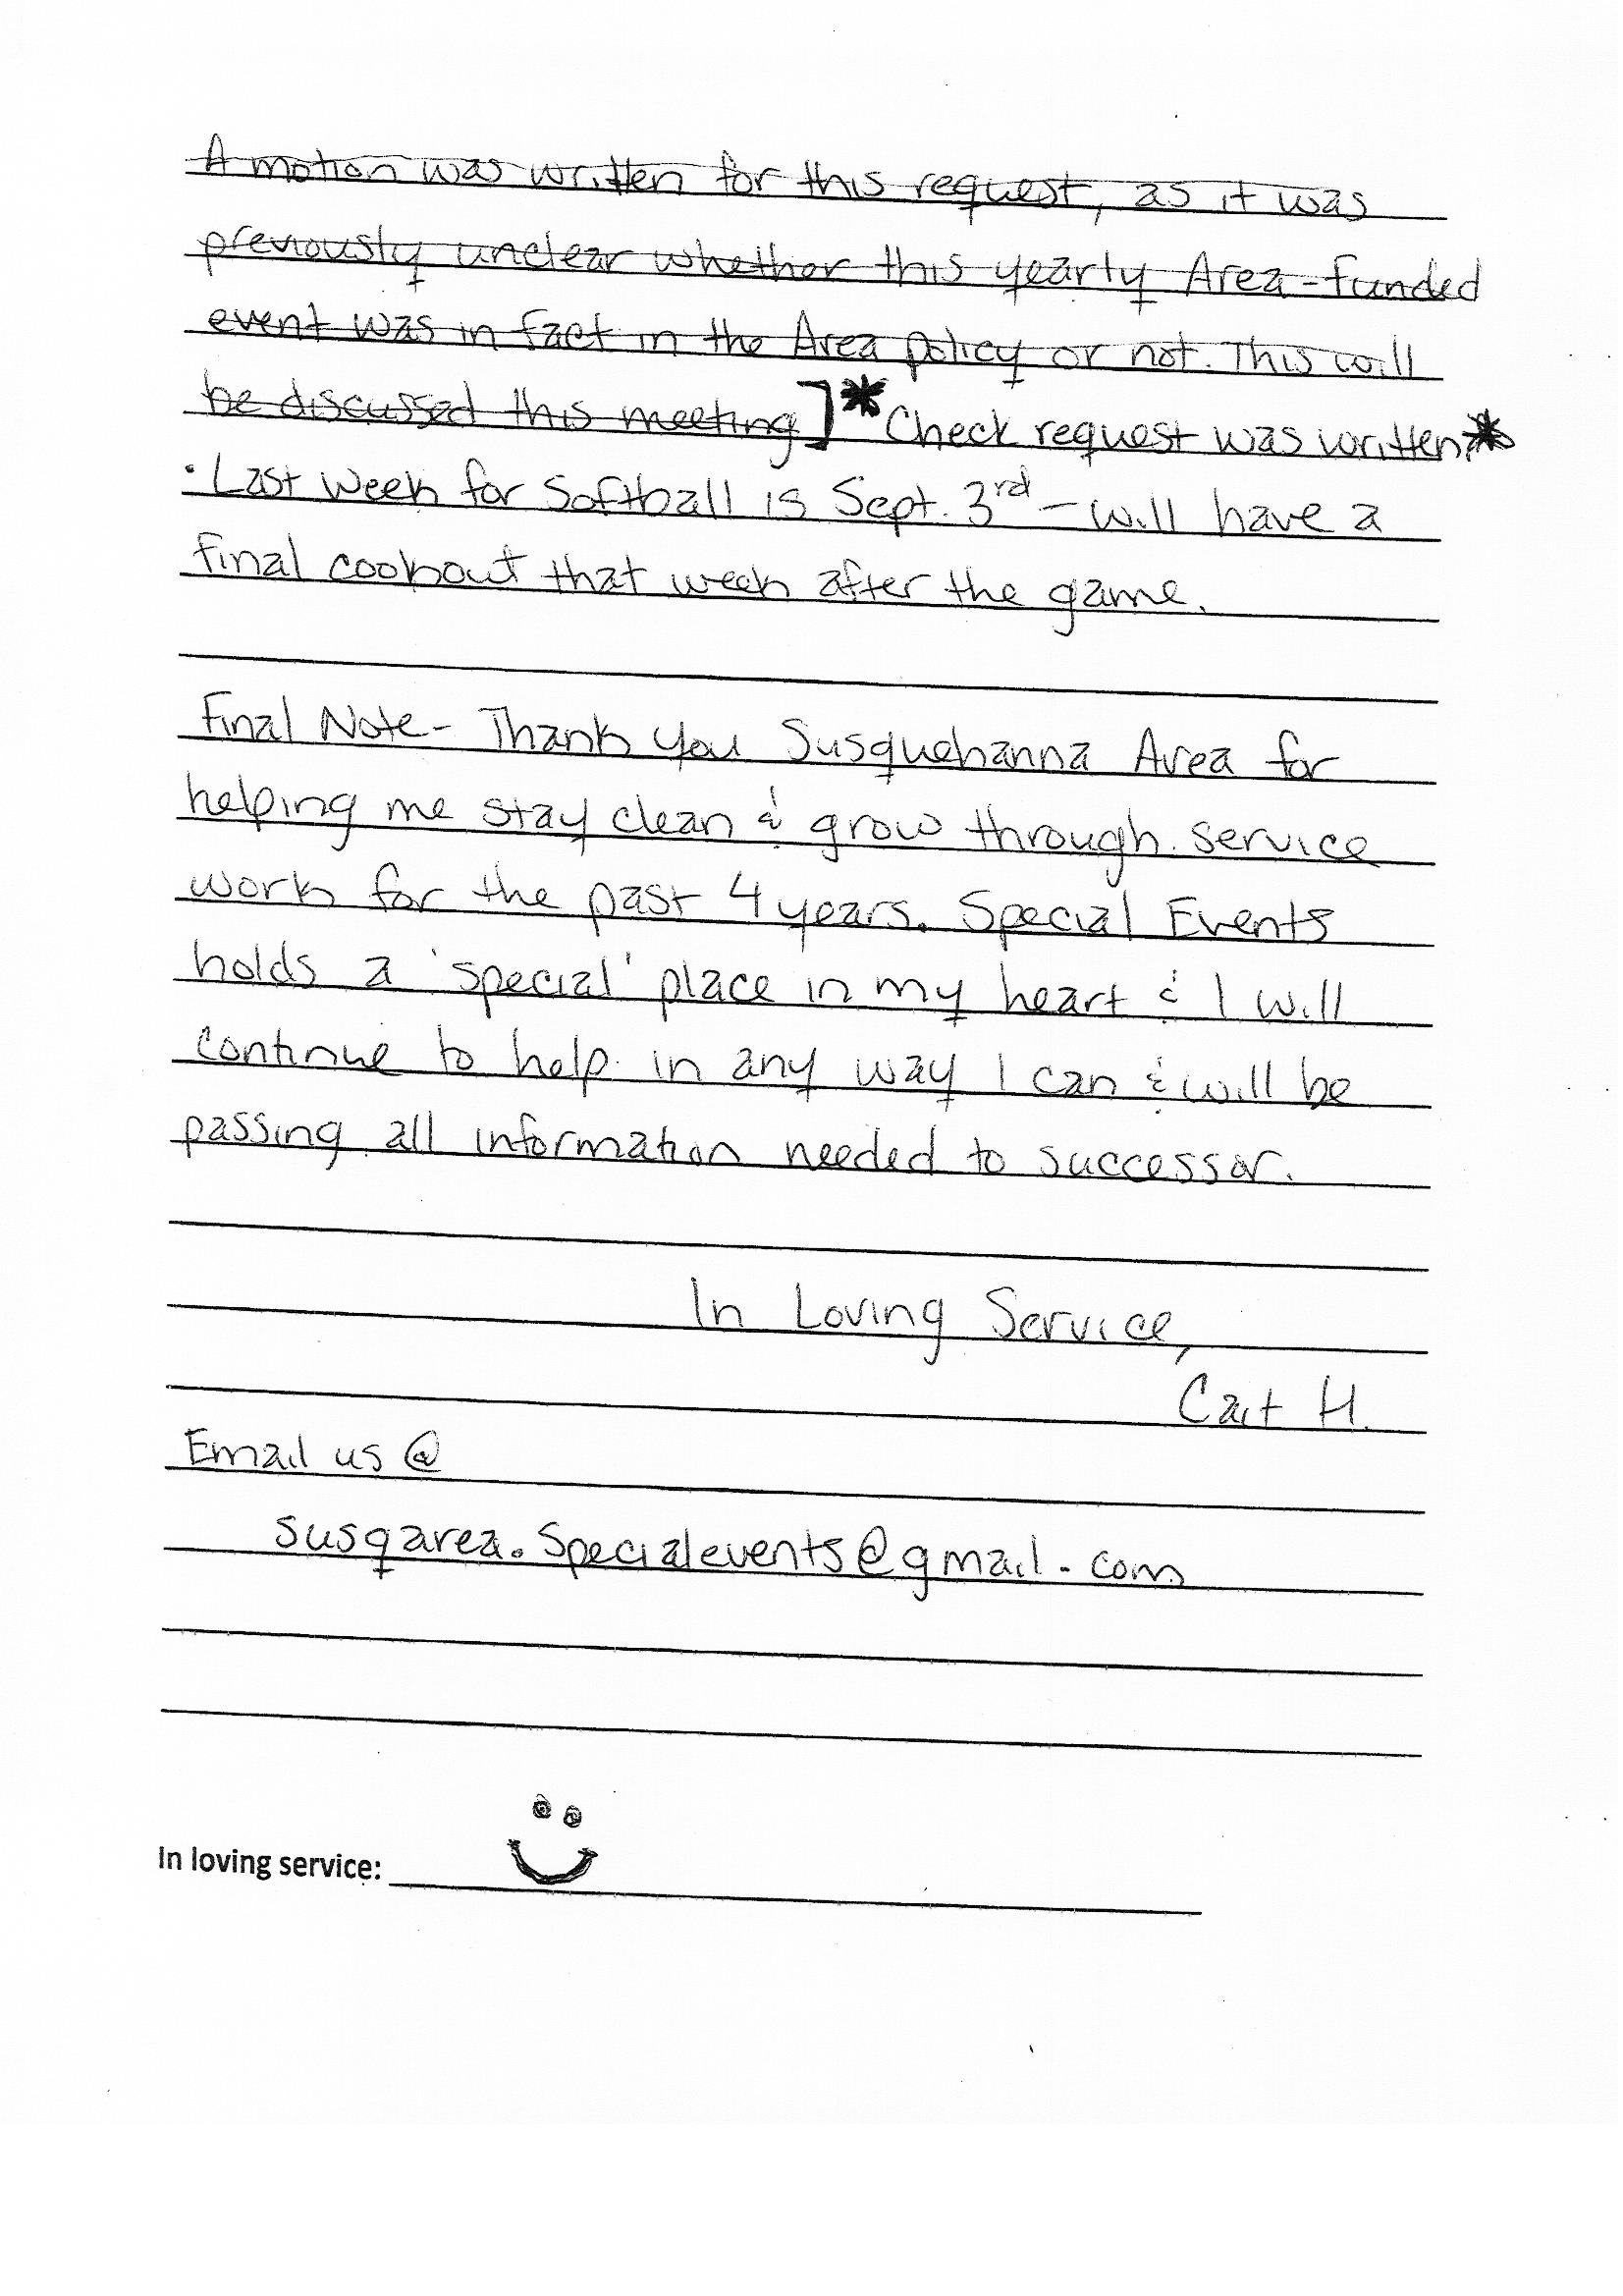 A motion was written for this request, as it was
previously unclear whether this yearly Area-funded
event was in fact in the Area policy or not. This will
be discussed this meeting] * Check request was written. *
· Last week for Softball is Sept. 3rd - will have a
final cookout that week after the game.
Final Note - Thank you Susquehanna Area for
helping me stay clean & grow through service
work for the past 4 years. Special Events
holds a 'special' place in my heart & I will
continue to help in any way I can & will be
passing all information needed to successor.
In Loving Service,
Cait H.
Email us @
susqarea.specialevents@gmail.com
In loving service: